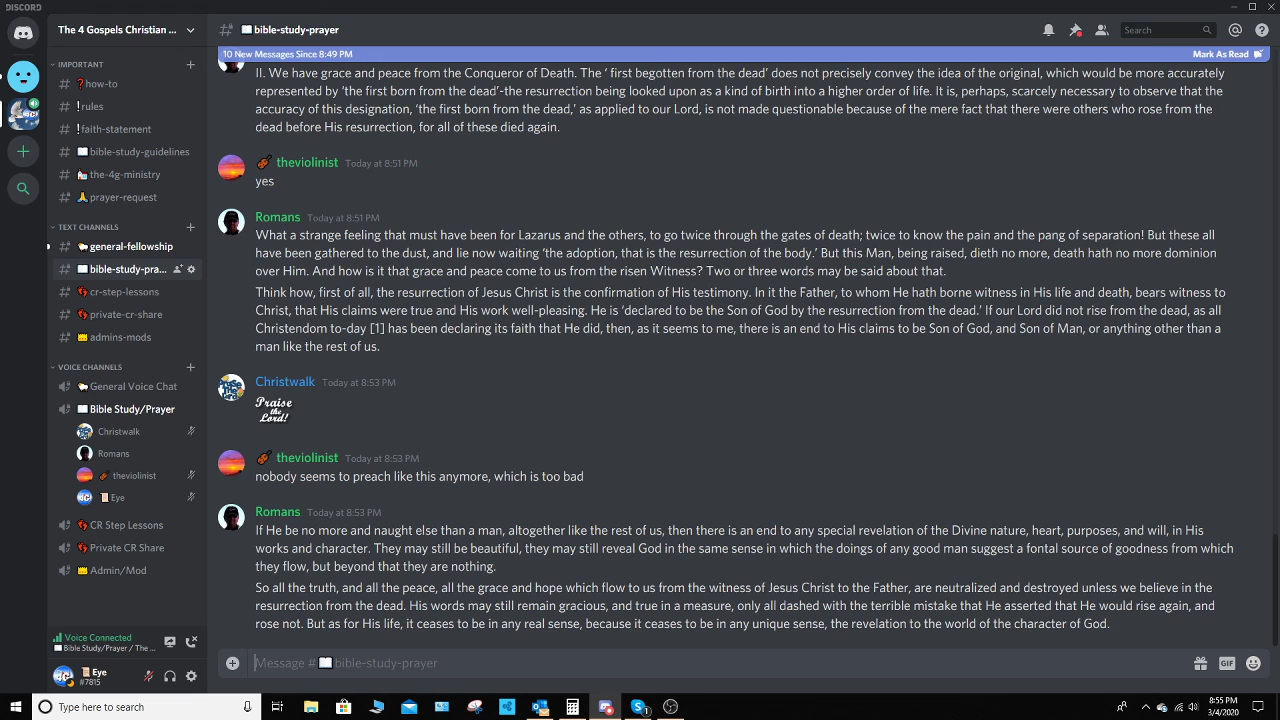 DISCORD
The 4 Gospels Christian ...
IMPORTANT
how-to
rules
faith-statement
bible-study-guidelines
the-4g-ministry
prayer-request
TEXT CHANNELS
general-fellowship
bible-study-pra...
cr-step-lessons
private-cr-share
admins-mods
VOICE CHANNELS
General Voice Chat
Bible Study/Prayer
Christwalk
Romans
theviolinist
Eye
CR Step Lessons
Private CR Share
Admin/Mod
Voice Connected
Bible Study/Prayer / The ...
Eye
#7815
bible-study-prayer
Search
10 New Messages Since 8:49 PM
Mark As Read
II. We have grace and peace from the Conqueror of Death. The ‘ first begotten from the dead’ does not precisely convey the idea of the original, which would be more accurately
represented by ‘the first born from the dead’-the resurrection being looked upon as a kind of birth into a higher order of life. It is, perhaps, scarcely necessary to observe that the
accuracy of this designation, ‘the first born from the dead,’ as applied to our Lord, is not made questionable because of the mere fact that there were others who rose from the
dead before His resurrection, for all of these died again.
theviolinist Today at 8:51 PM
yes
Romans Today at 8:51 PM
What a strange feeling that must have been for Lazarus and the others, to go twice through the gates of death; twice to know the pain and the pang of separation! But these all
have been gathered to the dust, and lie now waiting ‘the adoption, that is the resurrection of the body.’ But this Man, being raised, dieth no more, death hath no more dominion
over Him. And how is it that grace and peace come to us from the risen Witness? Two or three words may be said about that.
Think how, first of all, the resurrection of Jesus Christ is the confirmation of His testimony. In it the Father, to whom He hath borne witness in His life and death, bears witness to
Christ, that His claims were true and His work well-pleasing. He is ‘declared to be the Son of God by the resurrection from the dead.’ If our Lord did not rise from the dead, as all
Christendom to-day [1] has been declaring its faith that He did, then, as it seems to me, there is an end to His claims to be Son of God, and Son of Man, or anything other than a
man like the rest of us.
Christwalk Today at 8:53 PM
Praise
the
Lord!
theviolinist Today at 8:53 PM
nobody seems to preach like this anymore, which is too bad
Romans Today at 8:53 PM
If He be no more and naught else than a man, altogether like the rest of us, then there is an end to any special revelation of the Divine nature, heart, purposes, and will, in His
works and character. They may still be beautiful, they may still reveal God in the same sense in which the doings of any good man suggest a fontal source of goodness from which
they flow, but beyond that they are nothing.
So all the truth, and all the peace, all the grace and hope which flow to us from the witness of Jesus Christ to the Father, are neutralized and destroyed unless we believe in the
resurrection from the dead. His words may still remain gracious, and true in a measure, only all dashed with the terrible mistake that He asserted that He would rise again, and
rose not. But as for His life, it ceases to be in any real sense, because it ceases to be in any unique sense, the revelation to the world of the character of God.
Message # bible-study-prayer
GIF
Type here to search
8:55 PM
3/4/2020